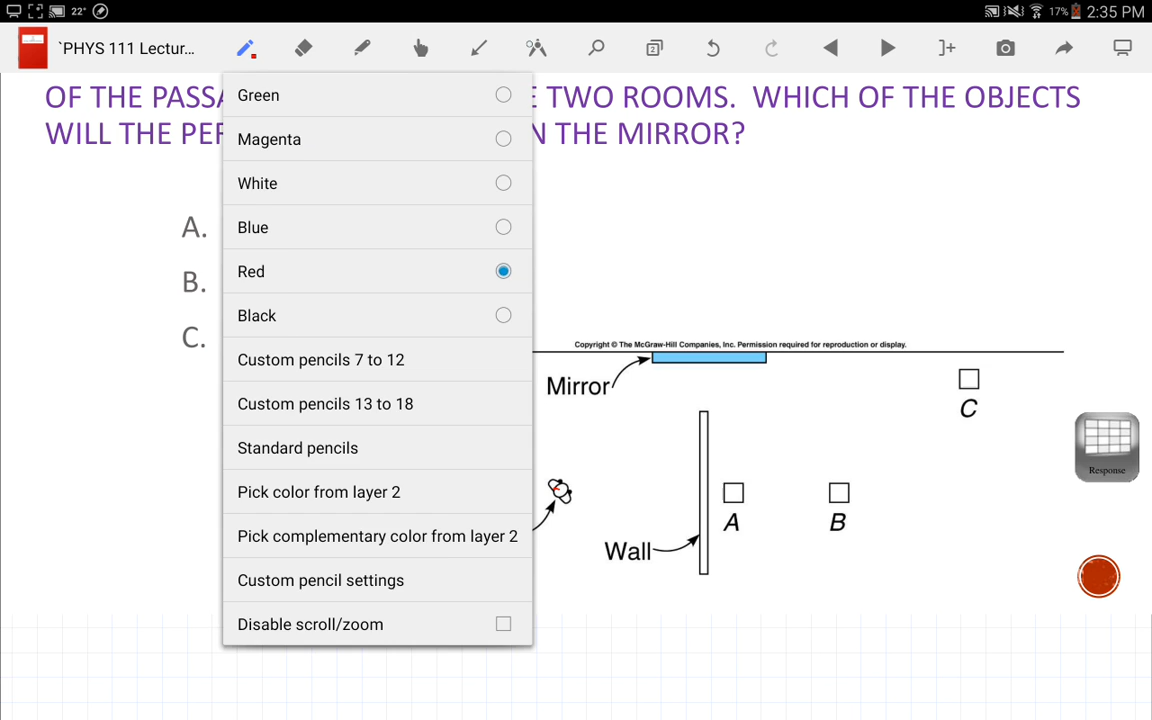 22° 17% 2:35 PM
`PHYS 111 Lectur... 2
OF THE PASSA E TWO ROOMS. WHICH OF THE OBJECTS
WILL THE PER N THE MIRROR?
Green
Magenta
White
Blue
Red
Black
Custom pencils 7 to 12
Custom pencils 13 to 18
Standard pencils
Pick color from layer 2
Pick complementary color from layer 2
Custom pencil settings
Disable scroll/zoom
A.
B.
C.
Copyright © The McGraw-Hill Companies, Inc. Permission required for reproduction or display.
Mirror
C
A
B
Wall
Response